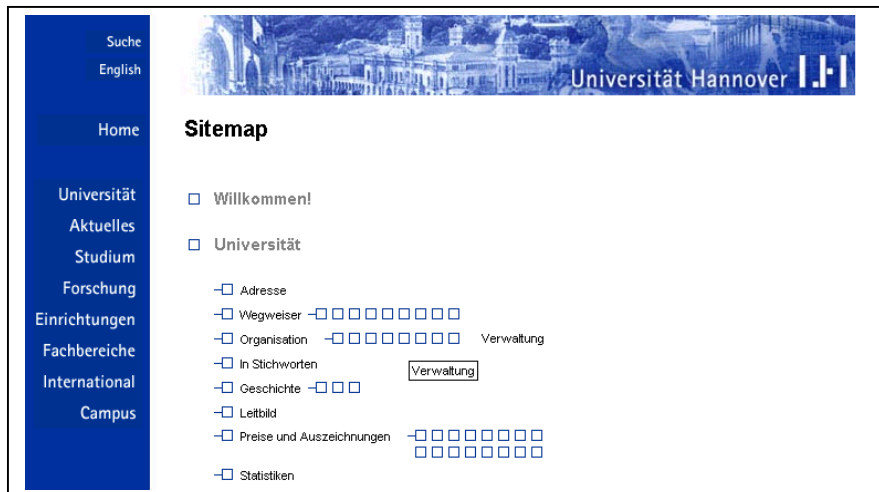 Suche
English
Universität Hannover
Home
Sitemap
Universität
Aktuelles
Studium
Forschung
Einrichtungen
Fachbereiche
International
Campus
Willkommen!
Universität
Adresse
Wegweiser
Organisation Verwaltung
In Stichworten
Verwaltung
Geschichte
Leitbild
Preise und Auszeichnungen
Statistiken